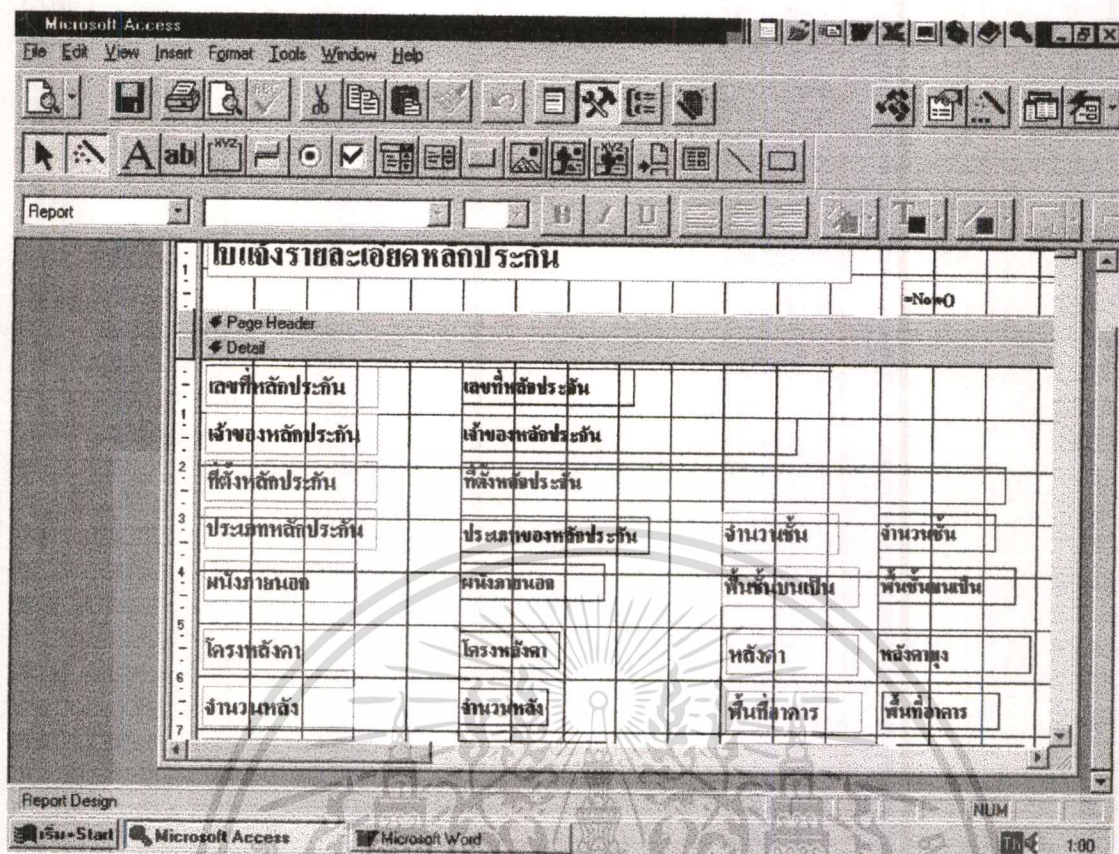 Microsoft Access
File Edit View Insert Format Tools Window Help
Report
ใบแจ้งรายละเอียดหลักประกัน
=Now()
Page Header
Detail
เลขที่หลักประกัน เลขที่หลักประกัน
เจ้าของหลักประกัน เจ้าของหลักประกัน
ที่ตั้งหลักประกัน ที่ตั้งหลักประกัน
ประเภทหลักประกัน ประเภทของหลักประกัน จำนวนชั้น จำนวนชั้น
ผนังภายนอก ผนังภายนอก พื้นชั้นบนเป็น พื้นชั้นบนเป็น
โครงหลังคา โครงหลังคา หลังคา หลังคามุง
จำนวนหลัง จำนวนหลัง พื้นที่อาคาร พื้นที่อาคาร
Report Design NUM
เริ่ม-Start Microsoft Access Microsoft Word TH 1:00